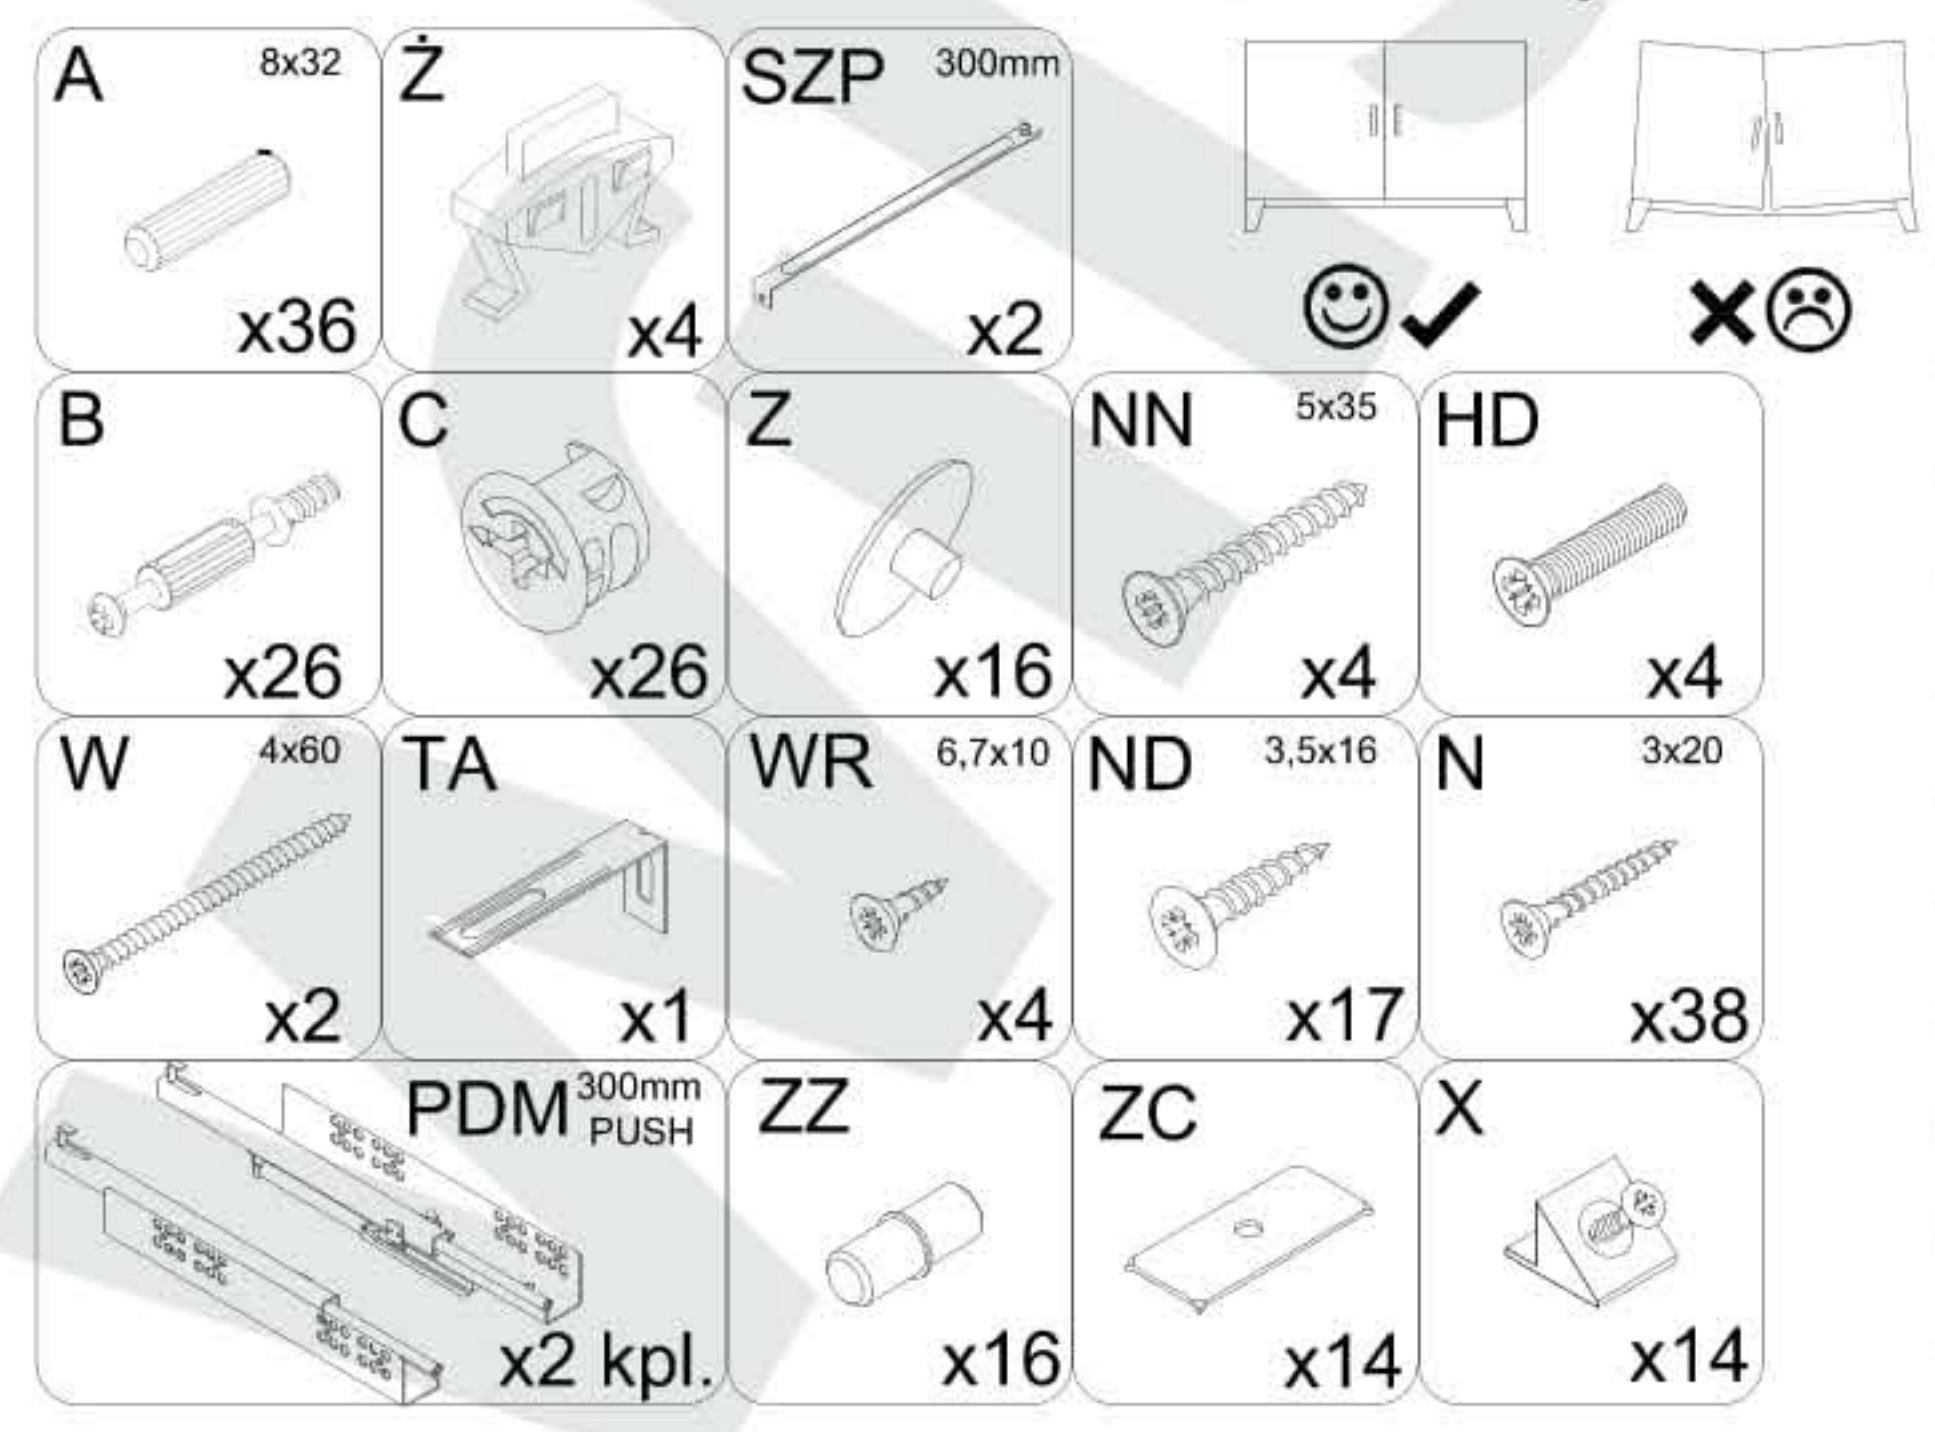 A 8x32
x36
Ż
x4
SZP 300mm
x2
B
x26
C
x26
Z
x16
NN 5x35
x4
HD
x4
W 4x60
x2
TA
x1
WR 6,7x10
x4
ND 3,5x16
x17
N 3x20
x38
PDM 300mm
PUSH
x2 kpl.
ZZ
x16
ZC
x14
X
x14